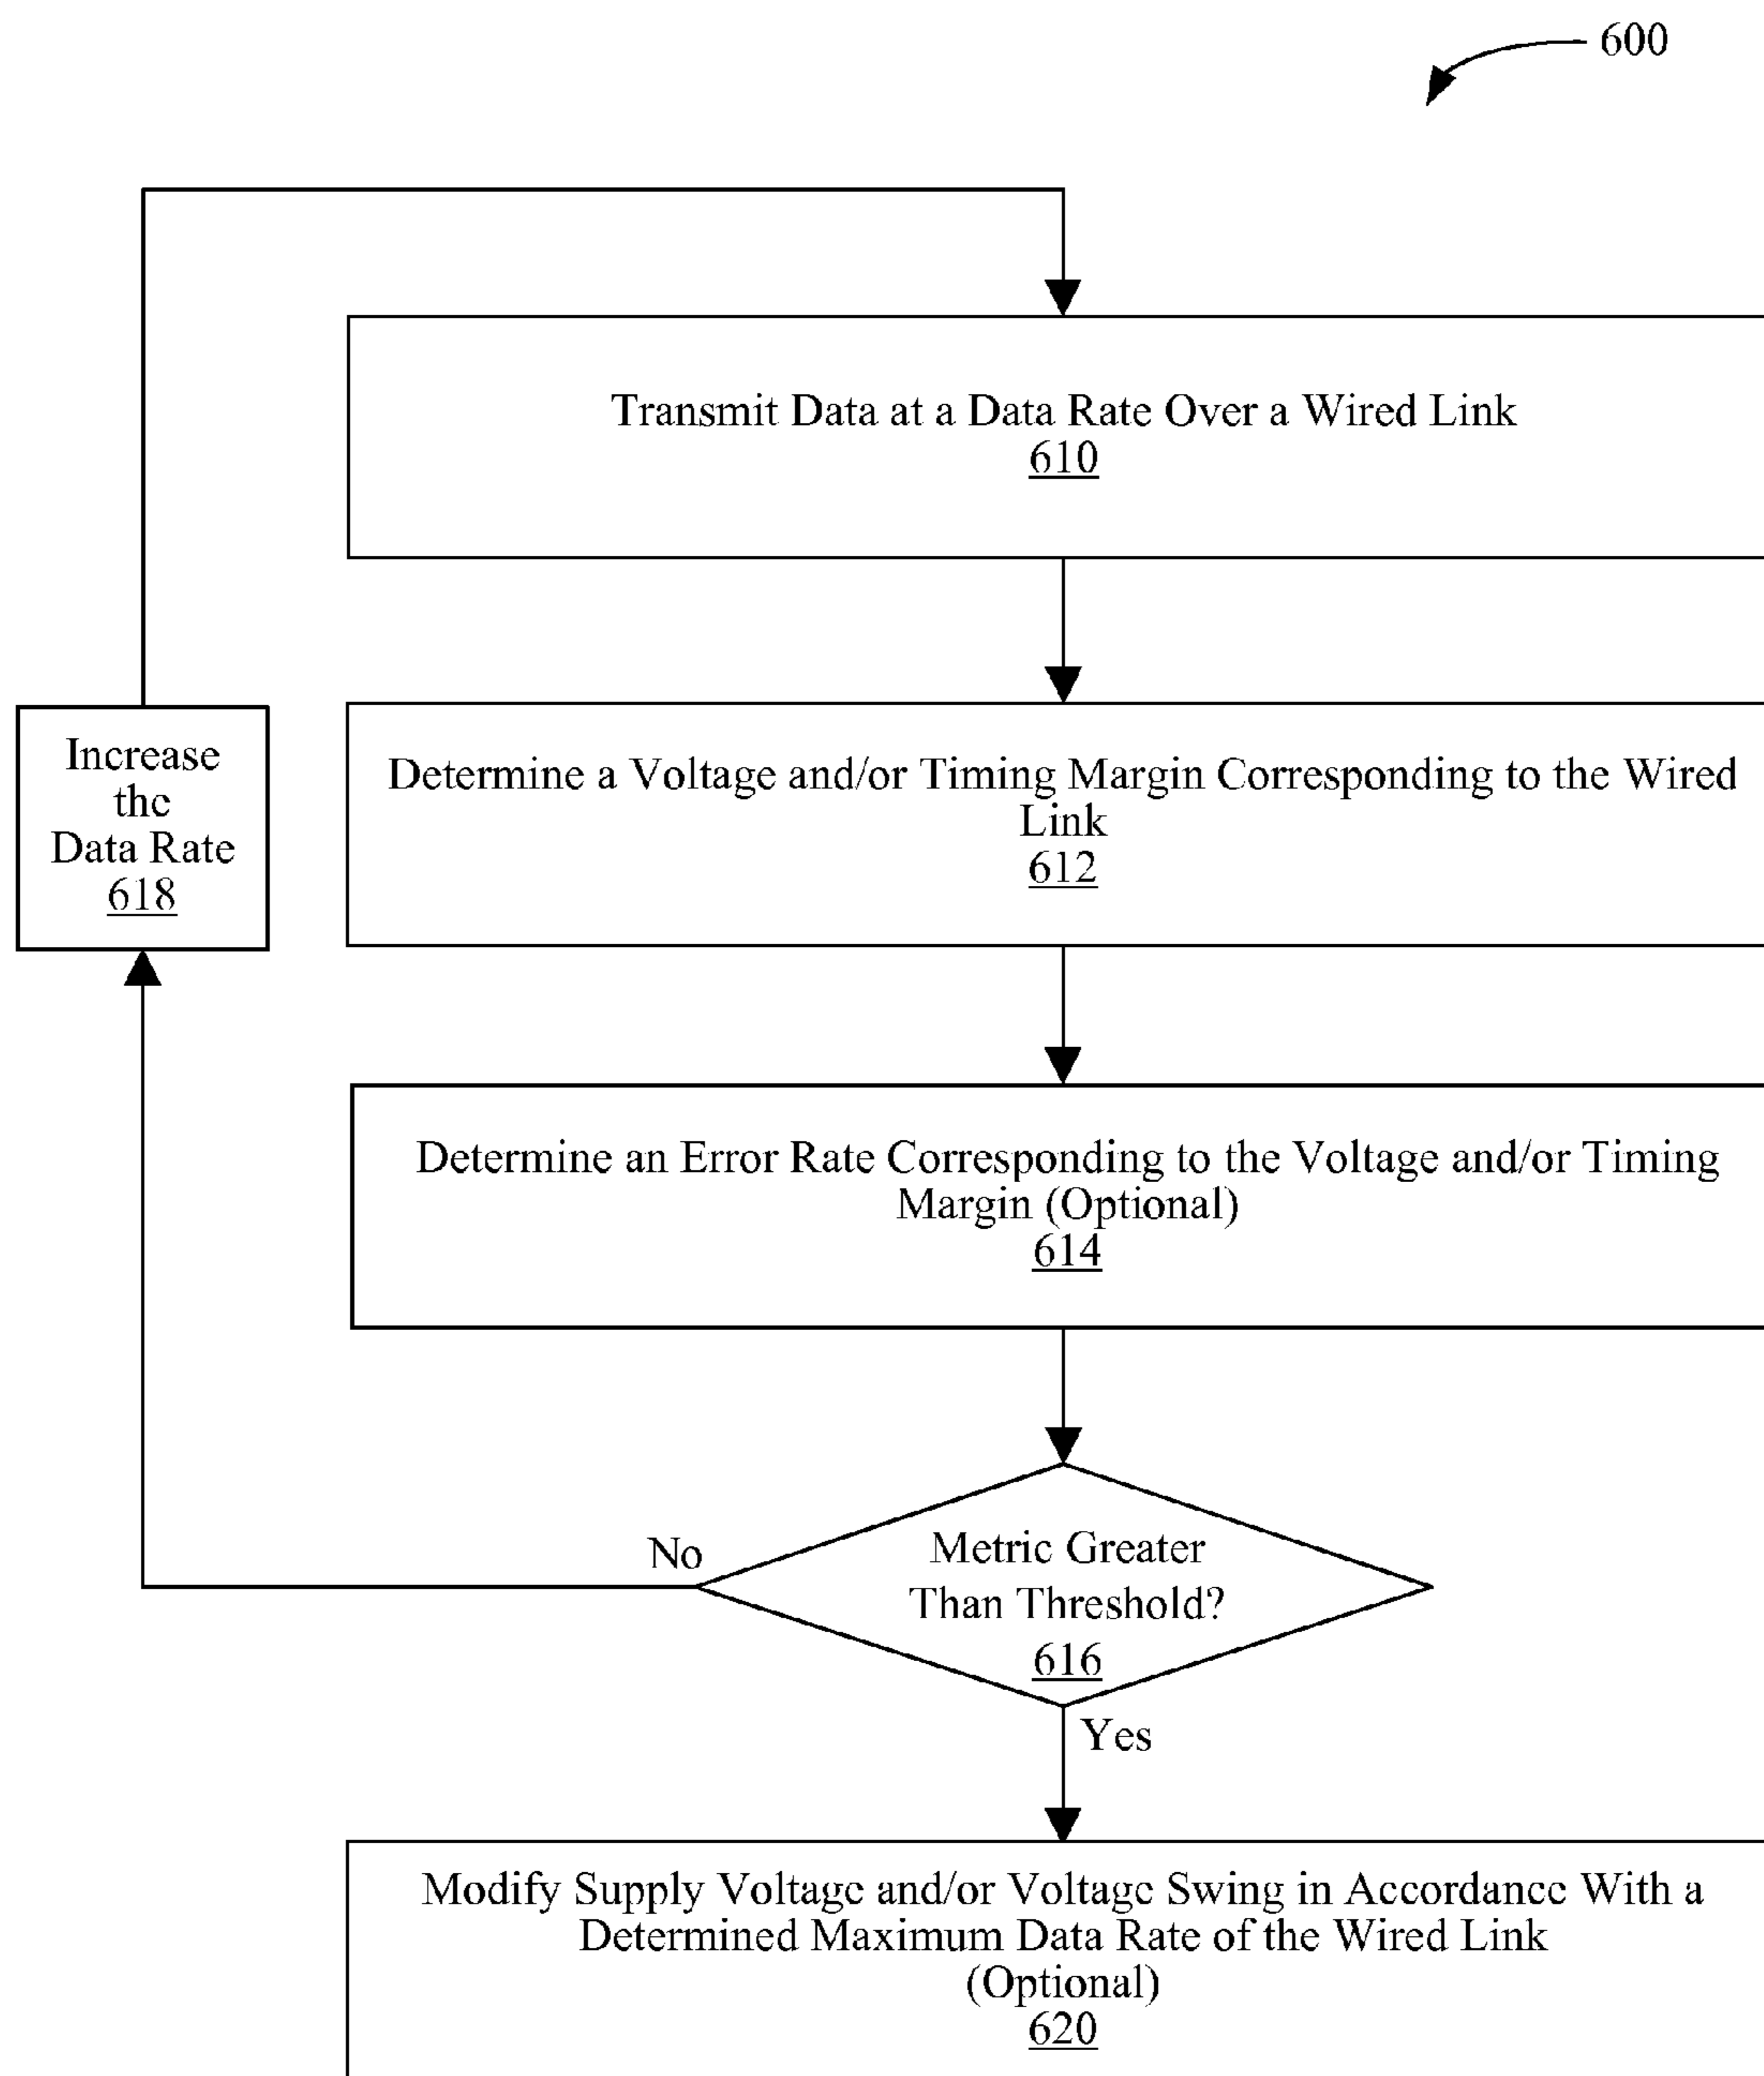 600
Transmit Data at a Data Rate Over a Wired Link
610
Increase
the
Data Rate
618
Determine a Voltage and/or Timing Margin Corresponding to the Wired
Link
612
Determine an Error Rate Corresponding to the Voltage and/or Timing
Margin (Optional)
614
No
Metric Greater
Than Threshold?
616
Yes
Modify Supply Voltage and/or Voltage Swing in Accordance With a
Determined Maximum Data Rate of the Wired Link
(Optional)
620